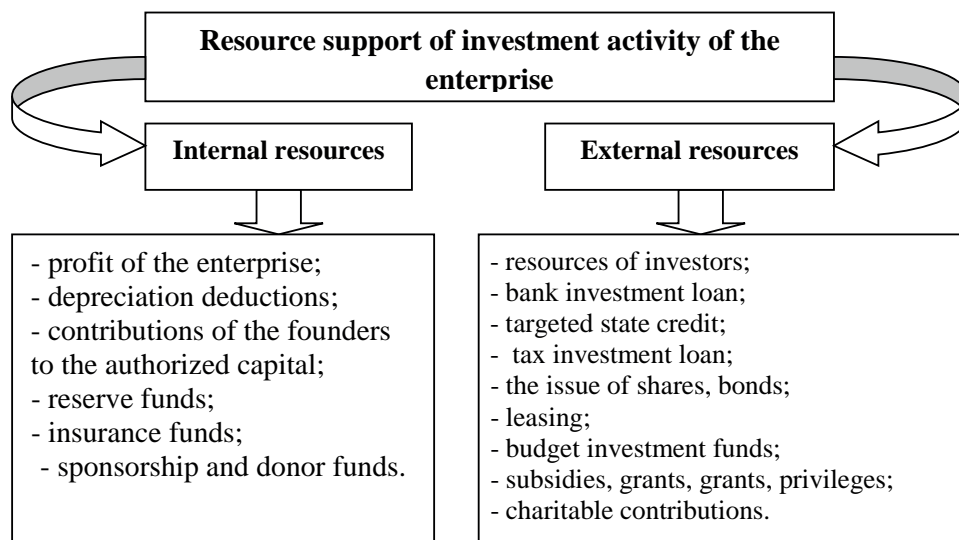 Resource support of investment activity of the
enterprise
Internal resources
External resources
- profit of the enterprise;
- depreciation deductions;
- contributions of the founders
to the authorized capital;
- reserve funds;
- insurance funds;
- sponsorship and donor funds.
- resources of investors;
- bank investment loan;
- targeted state credit;
- tax investment loan;
- the issue of shares, bonds;
- leasing;
- budget investment funds;
- subsidies, grants, grants, privileges;
- charitable contributions.